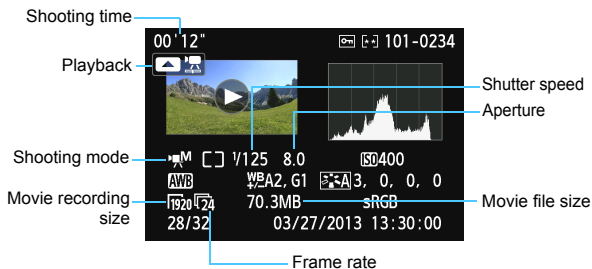 Shooting time
00'12" 101-0234
Playback
Shutter speed
Aperture
Shooting mode
M 1/125 8.0 ISO400
AWB WB A2, G1 A 3, 0, 0, 0
Movie recording size
1920 24 70.3MB sRGB
Movie file size
28/32 03/27/2013 13:30:00
Frame rate